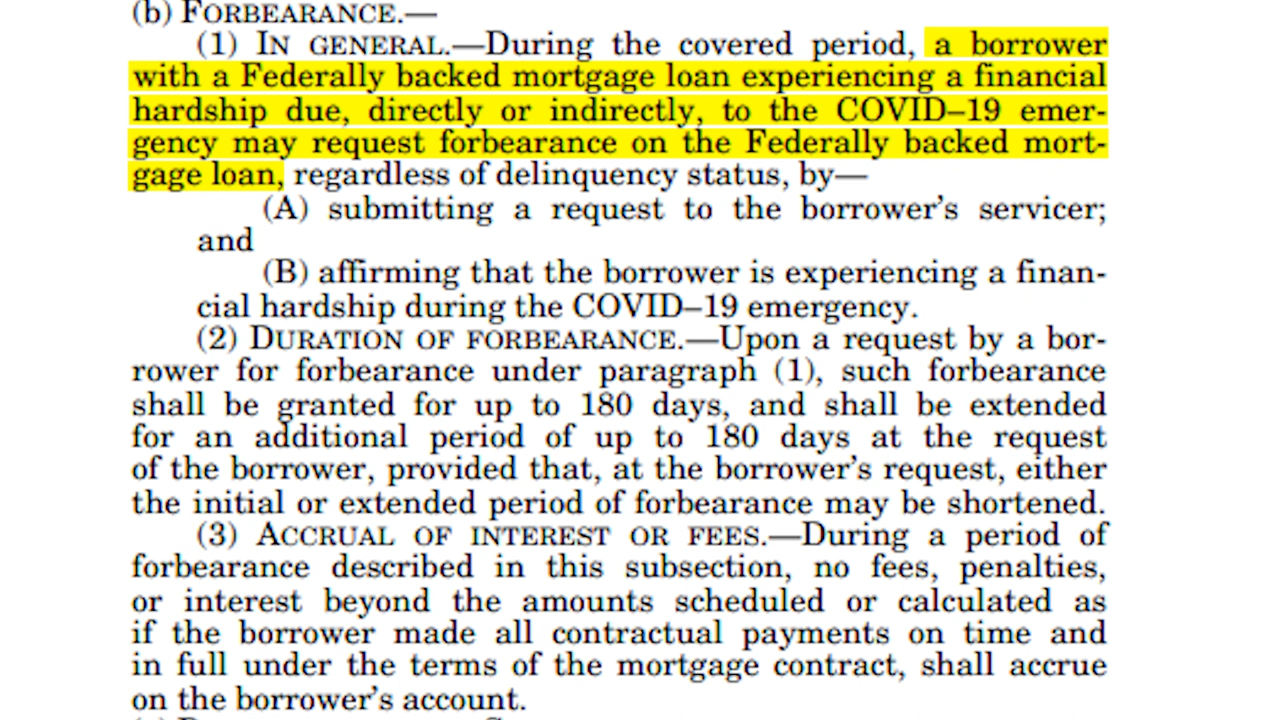 (b) FORBEARANCE.—
(1) IN GENERAL.—During the covered period, a borrower
with a Federally backed mortgage loan experiencing a financial
hardship due, directly or indirectly, to the COVID–19 emer-
gency may request forbearance on the Federally backed mort-
gage loan, regardless of delinquency status, by—
(A) submitting a request to the borrower's servicer;
and
(B) affirming that the borrower is experiencing a finan-
cial hardship during the COVID–19 emergency.
(2) DURATION OF FORBEARANCE.—Upon a request by a bor-
rower for forbearance under paragraph (1), such forbearance
shall be granted for up to 180 days, and shall be extended
for an additional period of up to 180 days at the request
of the borrower, provided that, at the borrower's request, either
the initial or extended period of forbearance may be shortened.
(3) ACCRUAL OF INTEREST OR FEES.—During a period of
forbearance described in this subsection, no fees, penalties,
or interest beyond the amounts scheduled or calculated as
if the borrower made all contractual payments on time and
in full under the terms of the mortgage contract, shall accrue
on the borrower's account.